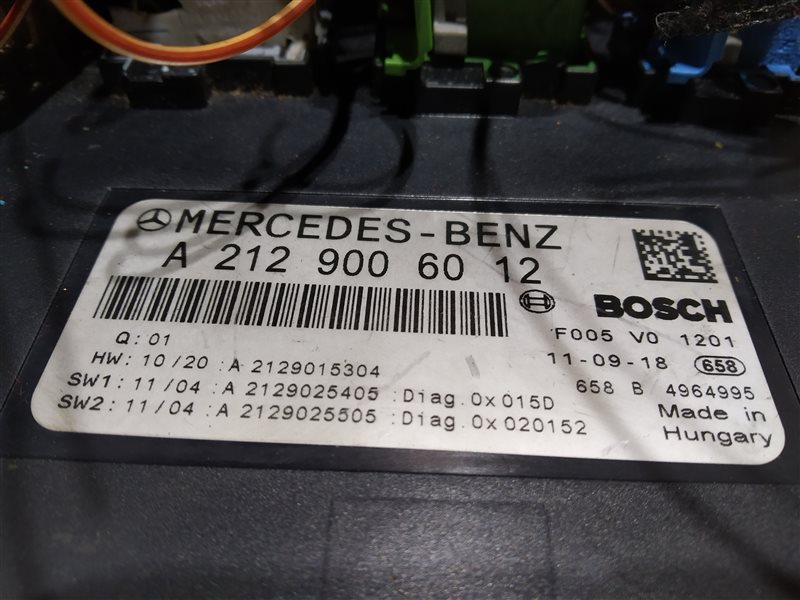 MERCEDES-BENZ
A 212 900 60 12
BOSCH
Q: 01
F005 V0 1201
HW: 10/20 :A 2129015304
11-09-18 658
SW1: 11/04 :A 2129025405 :Diag.0x015D
658 B 4964995
SW2: 11/04 :A 2129025505 :Diag.0x020152
Made in
Hungary